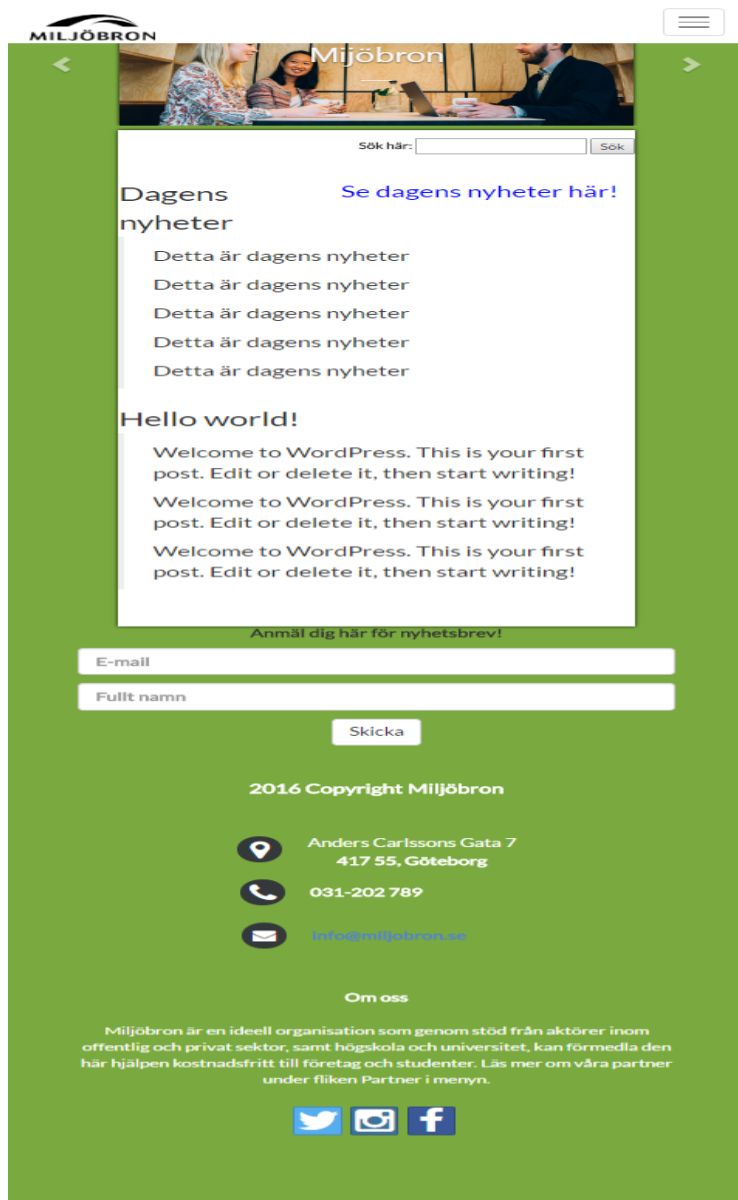 MILJÖBRON
Mijöbron
Sök här:
Sök
Dagens
nyheter
Se dagens nyheter här!
Detta är dagens nyheter
Detta är dagens nyheter
Detta är dagens nyheter
Detta är dagens nyheter
Detta är dagens nyheter
Hello world!
Welcome to WordPress. This is your first
post. Edit or delete it, then start writing!
Welcome to WordPress. This is your first
post. Edit or delete it, then start writing!
Welcome to WordPress. This is your first
post. Edit or delete it, then start writing!
Anmäl dig här för nyhetsbrev!
E-mail
Fullt namn
Skicka
2016 Copyright Miljöbron
Anders Carlssons Gata 7
417 55, Göteborg
031-202 789
info@miljobron.se
Om oss
Miljöbron är en ideell organisation som genom stöd från aktörer inom
offentlig och privat sektor, samt högskola och universitet, kan förmedla den
här hjälpen kostnadsfritt till företag och studenter. Läs mer om våra partner
under fliken Partner i menyn.